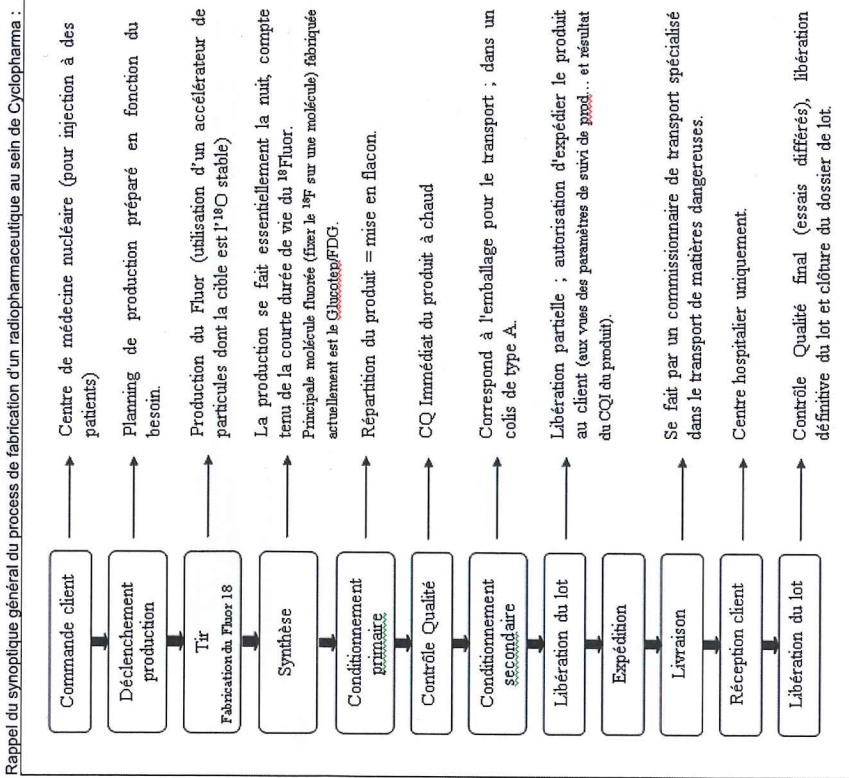 Rappel du synoptique général du process de fabrication d'un radiopharmaceutique au sein de Cyclopharma :
Commande client
Centre de médecine nucléaire (pour injection à des
patients)
Déclenchement
production
Planning de production préparé en fonction du
besoin.
Tir
Fabrication du Fluor 18
Production du Fluor (utilisation d'un accélérateur de
particules dont la cible est l'¹⁸O stable)
Synthèse
La production se fait essentiellement la nuit, compte
tenu de la courte durée de vie du ¹⁸Fluor.
Principale molécule fluorée (fixer le ¹⁸F sur une molécule) fabriquée
actuellement est le Glucotep/FDG.
Conditionnement
primaire
Répartition du produit = mise en flacon.
Contrôle Qualité
CQ Immédiat du produit à chaud
Conditionnement
secondaire
Correspond à l'emballage pour le transport ; dans un
colis de type A.
Libération du lot
Libération partielle ; autorisation d'expédier le produit
au client (aux vues des paramètres de suivi de prod... et résultat
du CQI du produit).
Expédition
Livraison
Se fait par un commissionnaire de transport spécialisé
dans le transport de matières dangereuses.
Réception client
Centre hospitalier uniquement.
Libération du lot
Contrôle Qualité final (essais différés), libération
définitive du lot et clôture du dossier de lot.